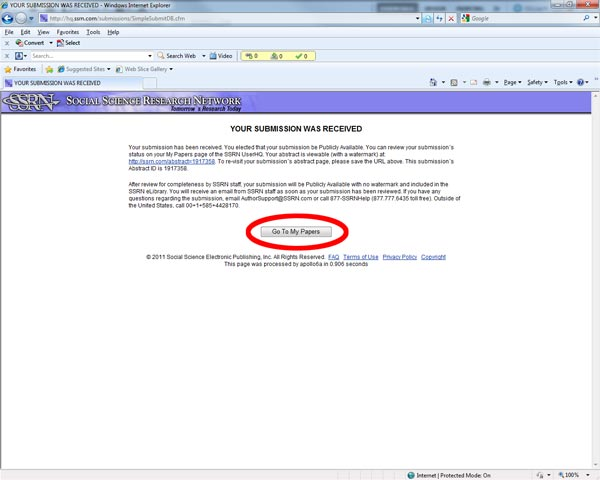 YOUR SUBMISSION WAS RECEIVED - Windows Internet Explorer
http://hq.ssrn.com/submissions/SimpleSubmitDB.cfm
Google
File Edit View Favorites Tools Help
Convert Select
Search... Search Web Video 0 0 0
Favorites Suggested Sites Web Slice Gallery
YOUR SUBMISSION WAS RECEIVED
Page Safety Tools
SSRN SOCIAL SCIENCE RESEARCH NETWORK
Tomorrow's Research Today
YOUR SUBMISSION WAS RECEIVED
Your submission has been received. You elected that your submission be Publicly Available. You can review your submission`s
status on your My Papers page of the SSRN UserHQ. Your abstract is viewable (with a watermark) at
http://ssrn.com/abstract=1917358. To re-visit your submission`s abstract page, please save the URL above. This submission`s
Abstract ID is 1917358.
After review for completeness by SSRN staff, your submission will be Publicly Available with no watermark and included in the
SSRN eLibrary. You will receive an email from SSRN staff as soon as your submission has been reviewed. If you have any
questions regarding the submission, email AuthorSupport@SSRN.com or call 877-SSRNHelp (877.777.6435 toll free). Outside of
the United States, call 00+1+585+4428170.
Go To My Papers
© 2011 Social Science Electronic Publishing, Inc. All Rights Reserved. FAQ Terms of Use Privacy Policy Copyright
This page was processed by apollo6a in 0.906 seconds
Internet | Protected Mode: On
100%